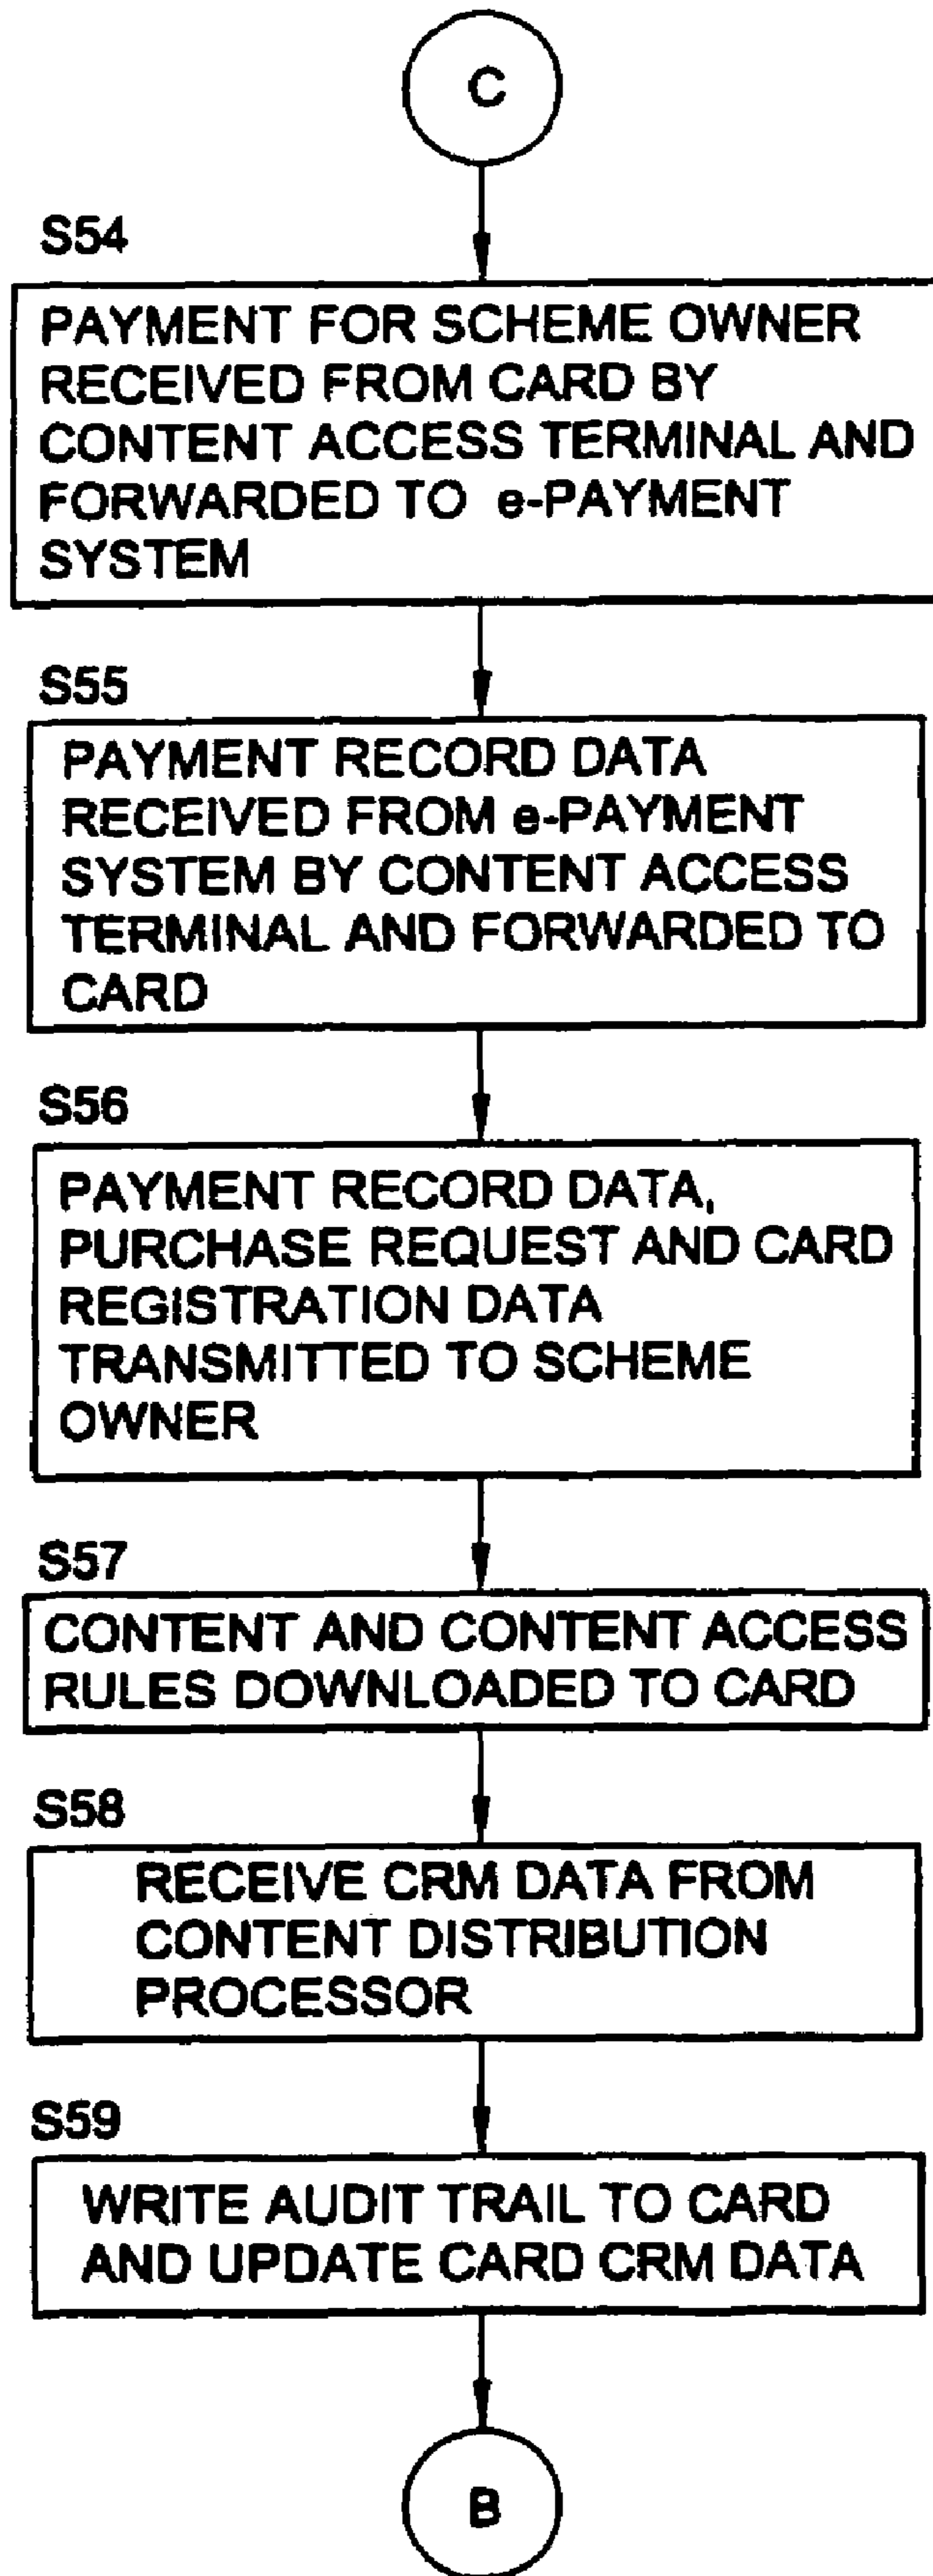 C
S54
PAYMENT FOR SCHEME OWNER
RECEIVED FROM CARD BY
CONTENT ACCESS TERMINAL AND
FORWARDED TO e-PAYMENT
SYSTEM
S55
PAYMENT RECORD DATA
RECEIVED FROM e-PAYMENT
SYSTEM BY CONTENT ACCESS
TERMINAL AND FORWARDED TO
CARD
S56
PAYMENT RECORD DATA,
PURCHASE REQUEST AND CARD
REGISTRATION DATA
TRANSMITTED TO SCHEME
OWNER
S57
CONTENT AND CONTENT ACCESS
RULES DOWNLOADED TO CARD
S58
RECEIVE CRM DATA FROM
CONTENT DISTRIBUTION
PROCESSOR
S59
WRITE AUDIT TRAIL TO CARD
AND UPDATE CARD CRM DATA
B